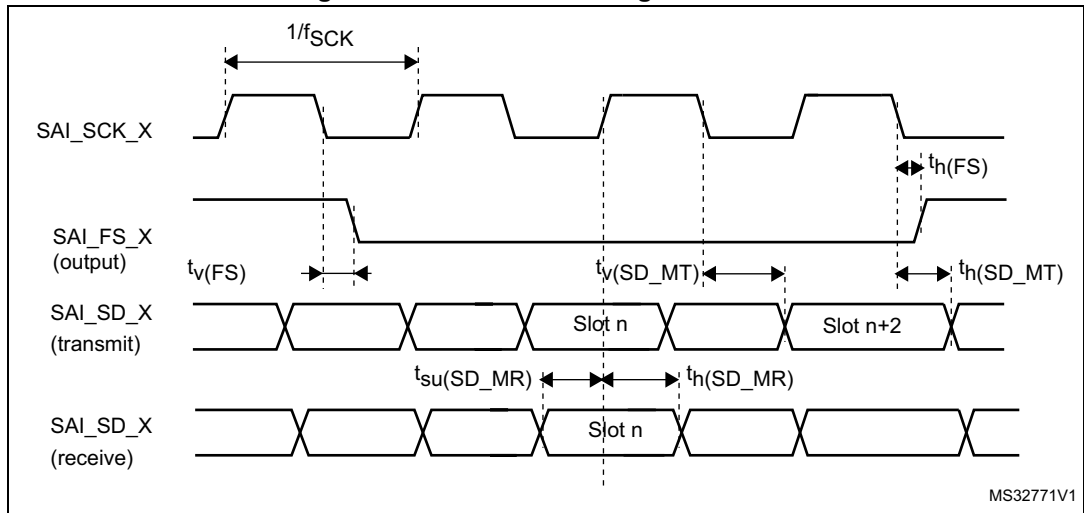 1/fSCK
SAI_SCK_X
th(FS)
SAI_FS_X
(output)
tv(FS)
tv(SD_MT)
th(SD_MT)
SAI_SD_X
(transmit)
Slot n
Slot n+2
tsu(SD_MR)
th(SD_MR)
SAI_SD_X
(receive)
Slot n
MS32771V1